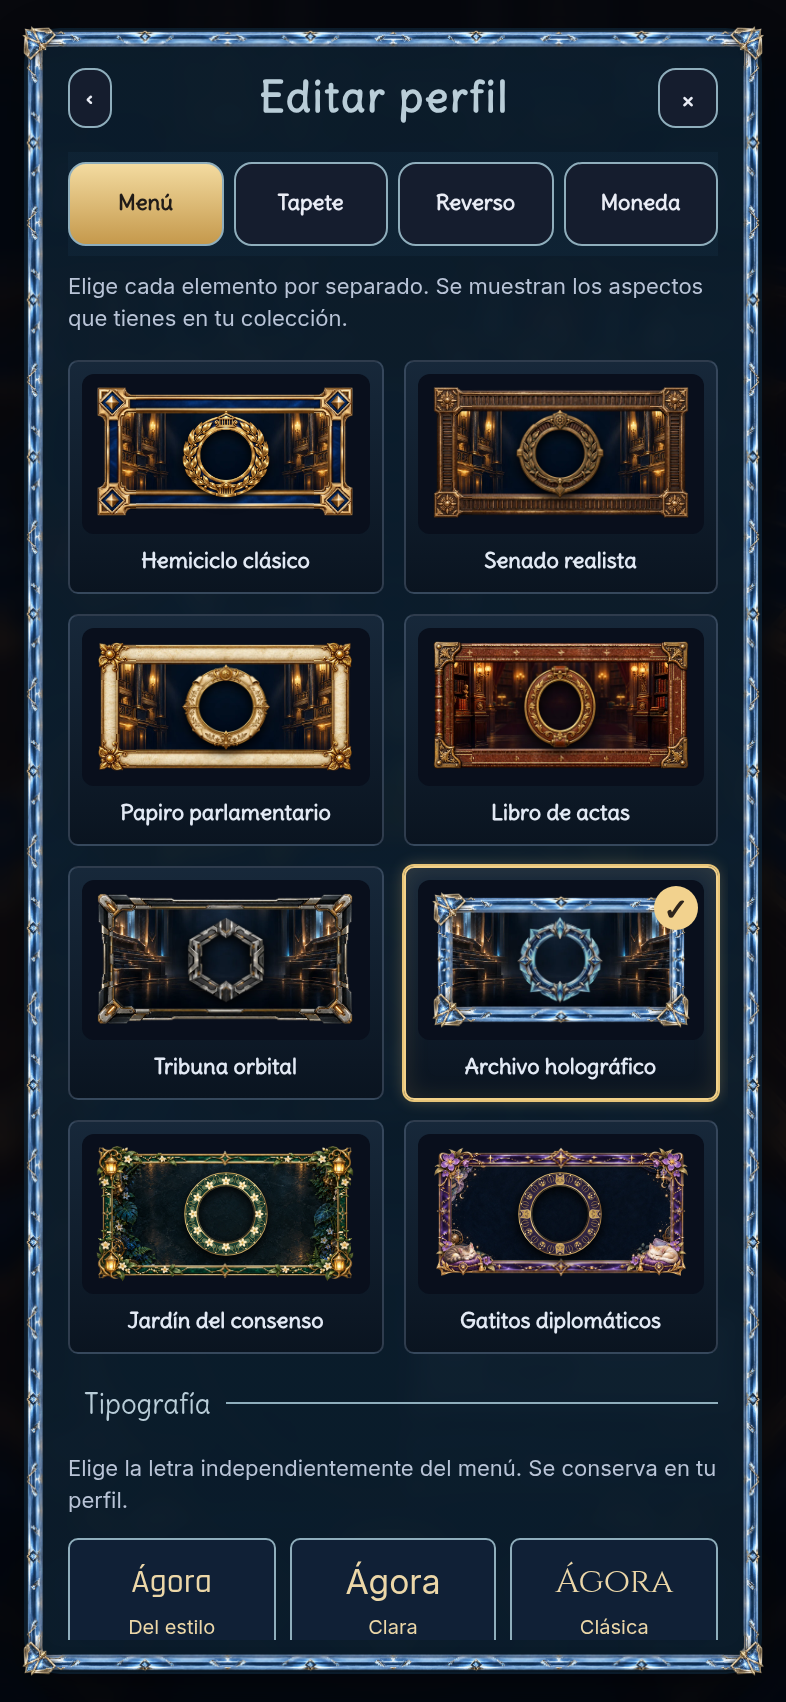 ‹
Editar perfil
×
Menú
Tapete
Reverso
Moneda
Elige cada elemento por separado. Se muestran los aspectos
que tienes en tu colección.
Hemiciclo clásico
Senado realista
Papiro parlamentario
Libro de actas
Tribuna orbital
✓
Archivo holográfico
Jardín del consenso
Gatitos diplomáticos
Tipografía
Elige la letra independientemente del menú. Se conserva en tu
perfil.
Ágora
Del estilo
Ágora
Clara
ÁGORA
Clásica